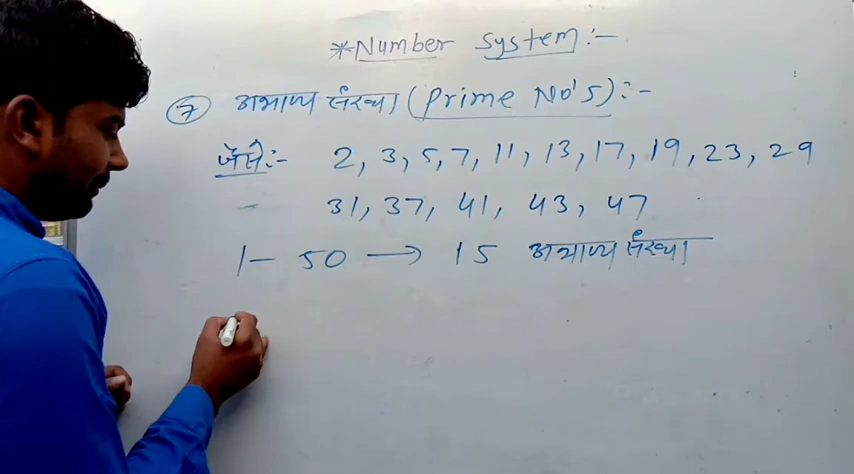 *Number System:-
7 अभाज्य संख्या (Prime No's):-
जैसे:- 2, 3, 5, 7, 11, 13, 17, 19, 23, 29
31, 37, 41, 43, 47
1- 50 → 15 अभाज्य संख्या